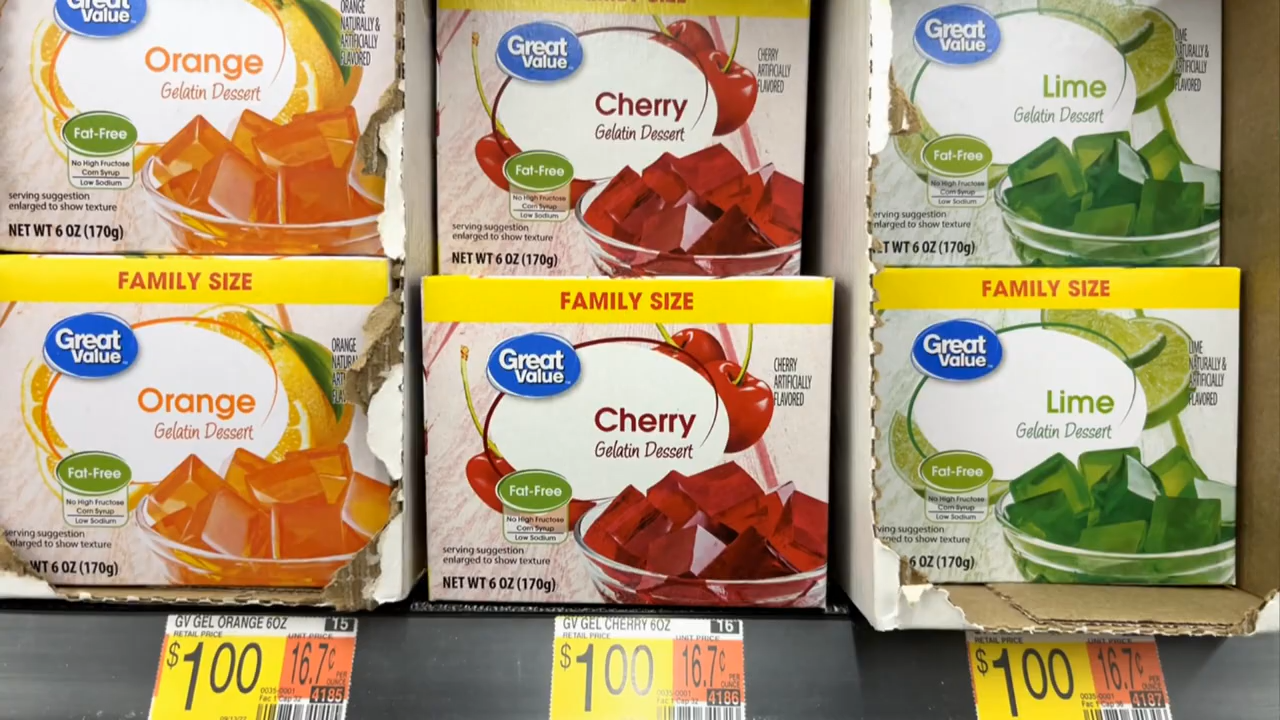 Great
Value
Orange
Gelatin Dessert
ORANGE
NATURALLY &
ARTIFICIALLY
FLAVORED
Fat-Free
No High Fructose
Corn Syrup
Low Sodium
serving suggestion
enlarged to show texture
NET WT 6 OZ (170g)
FAMILY SIZE
Great
Value
Cherry
Gelatin Dessert
CHERRY
ARTIFICIALLY
FLAVORED
Fat-Free
No High Fructose
Corn Syrup
Low Sodium
serving suggestion
enlarged to show texture
NET WT 6 OZ (170g)
Great
Value
Lime
Gelatin Dessert
LIME
NATURALLY &
ARTIFICIALLY
FLAVORED
Fat-Free
No High Fructose
Corn Syrup
Low Sodium
serving suggestion
enlarged to show texture
T WT 6 OZ (170g)
FAMILY SIZE
Great
Value
Orange
Gelatin Dessert
ORANGE
Fat-Free
No High Fructose
Corn Syrup
Low Sodium
serving suggestion
enlarged to show texture
WT 6 OZ (170g)
FAMILY SIZE
Great
Value
Cherry
Gelatin Dessert
CHERRY
ARTIFICIALLY
FLAVORED
Fat-Free
No High Fructose
Corn Syrup
Low Sodium
serving suggestion
enlarged to show texture
NET WT 6 OZ (170g)
FAMILY SIZE
Great
Value
Lime
Gelatin Dessert
LIME
NATURALLY &
ARTIFICIALLY
FLAVORED
Fat-Free
No High Fructose
Corn Syrup
Low Sodium
ving suggestion
enlarged to show texture
6 OZ (170g)
GV GEL ORANGE 6OZ 15
RETAIL PRICE UNIT PRICE
$1.00 16.7¢
PER
OUNCE
0035-0001
4185
GV GEL CHERRY 6OZ 16
RETAIL PRICE UNIT PRICE
$1.00 16.7¢
PER
OUNCE
0035-0001
4186
RETAIL PRICE UNIT PRICE
$1.00 16.7¢
PER
OUNCE
0035-0001
4187